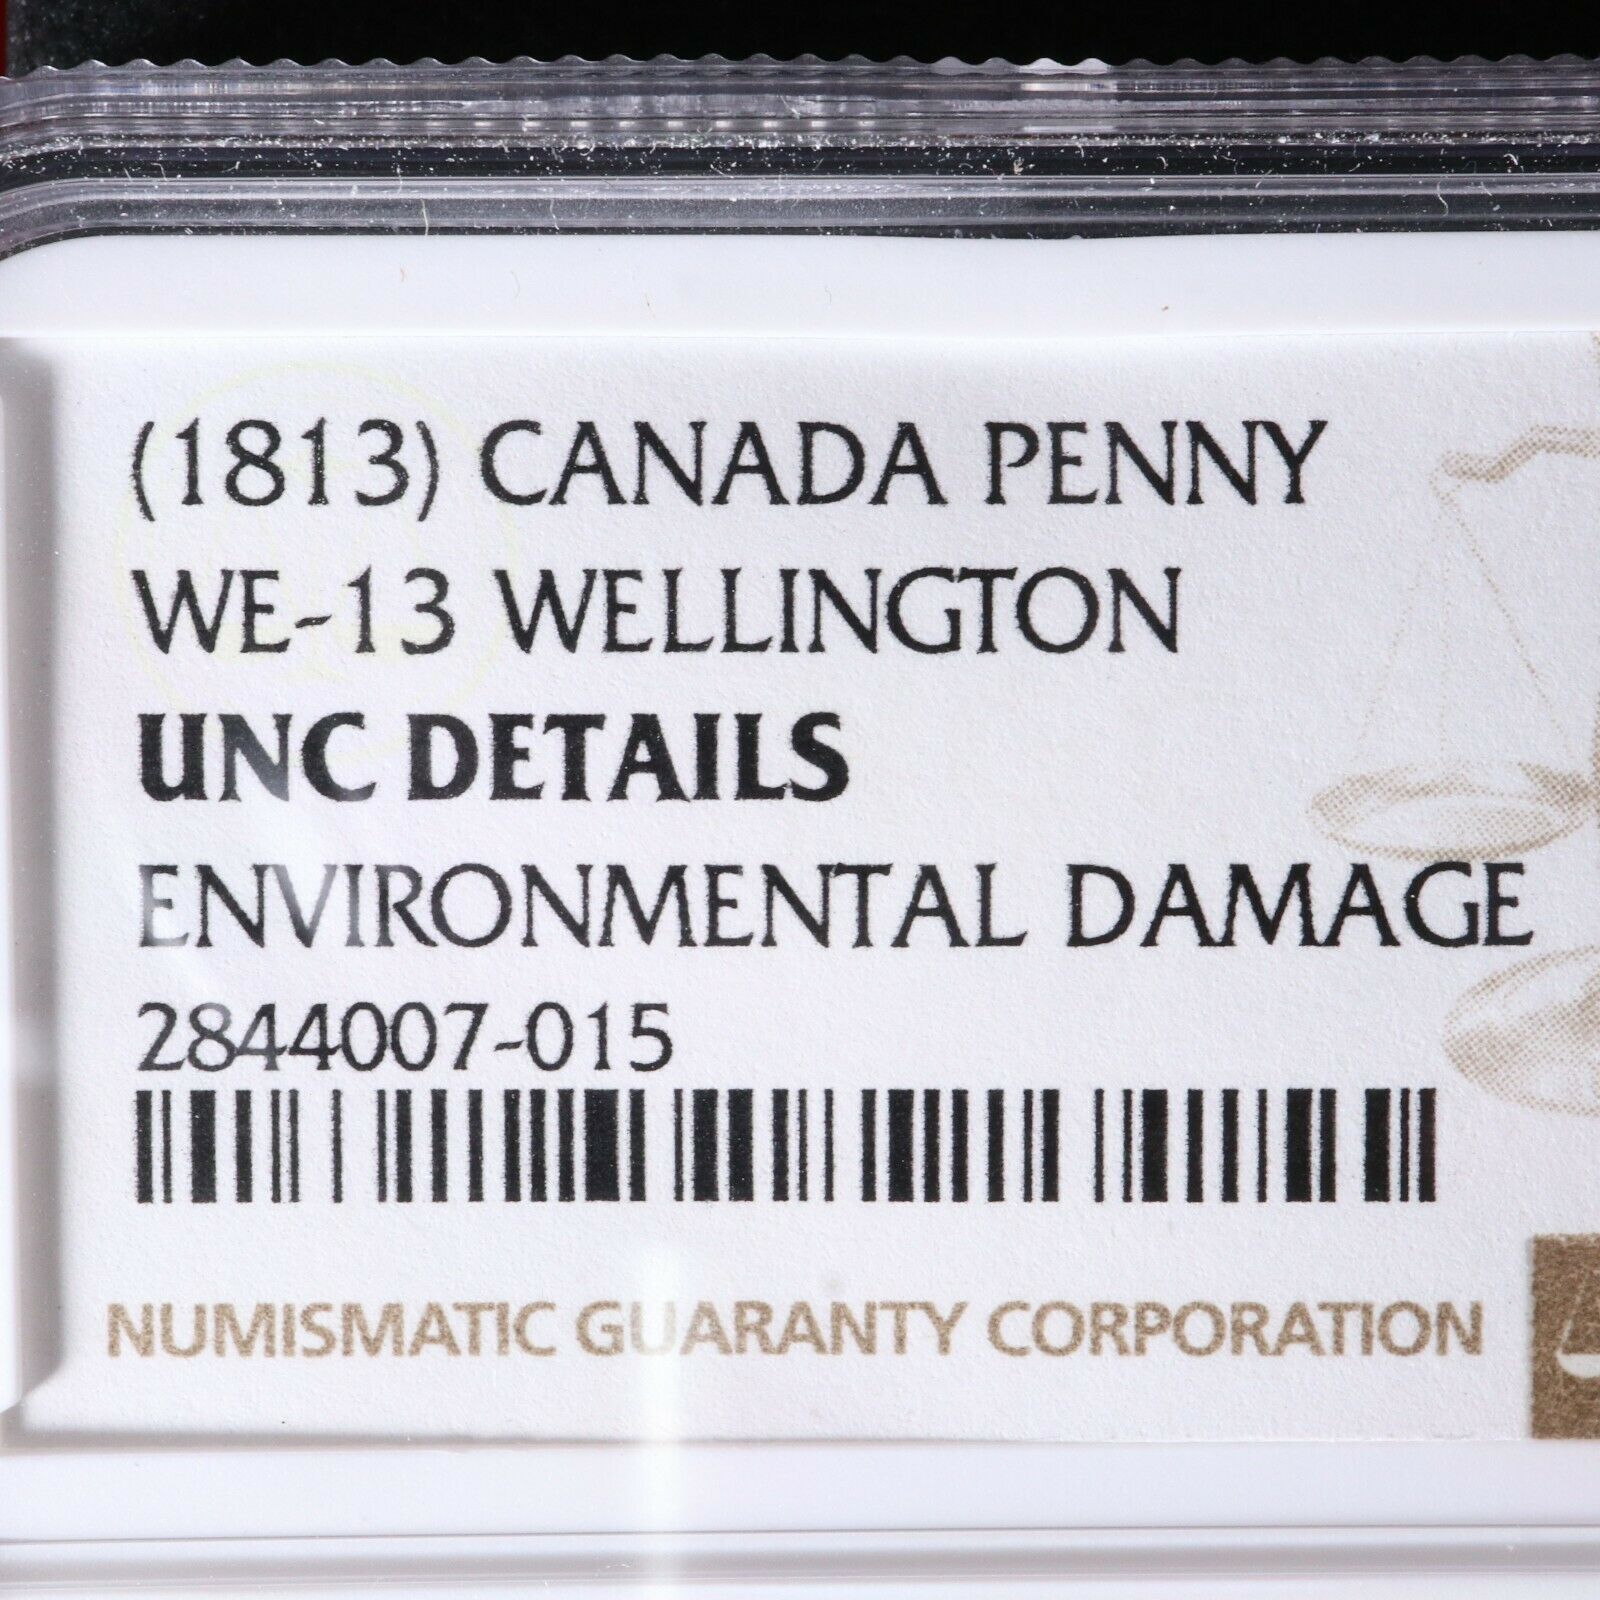 (1813) CANADA PENNY
WE-13 WELLINGTON
UNC DETAILS
ENVIRONMENTAL DAMAGE
2844007-015
NUMISMATIC GUARANTY CORPORATION